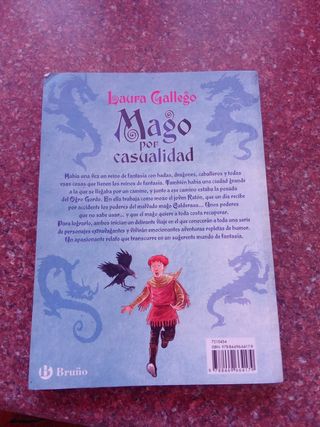 Laura Gallego
Mago
por
casualidad
Había una vez un reino de fantasía con hadas, dragones, caballeros y todas
esas cosas que tienen los reinos de fantasía. También había una ciudad grande
a la que se llegaba por un camino, y junto a ese camino estaba la posada
del Ogro Gordo. En ella trabaja como mozo el joven Ratón, que un día recibe
por accidente los poderes del malvado mago Calderaus... Unos poderes
que no sabe usar... y que el mago quiere a toda costa recuperar.
Para lograrlo, ambos inician un delirante viaje en el que conocerán a toda una serie de
personajes extravagantes y vivirán emocionantes aventuras repletas de humor.
Un apasionante relato que transcurre en un sugerente mundo de fantasía.
Bruño